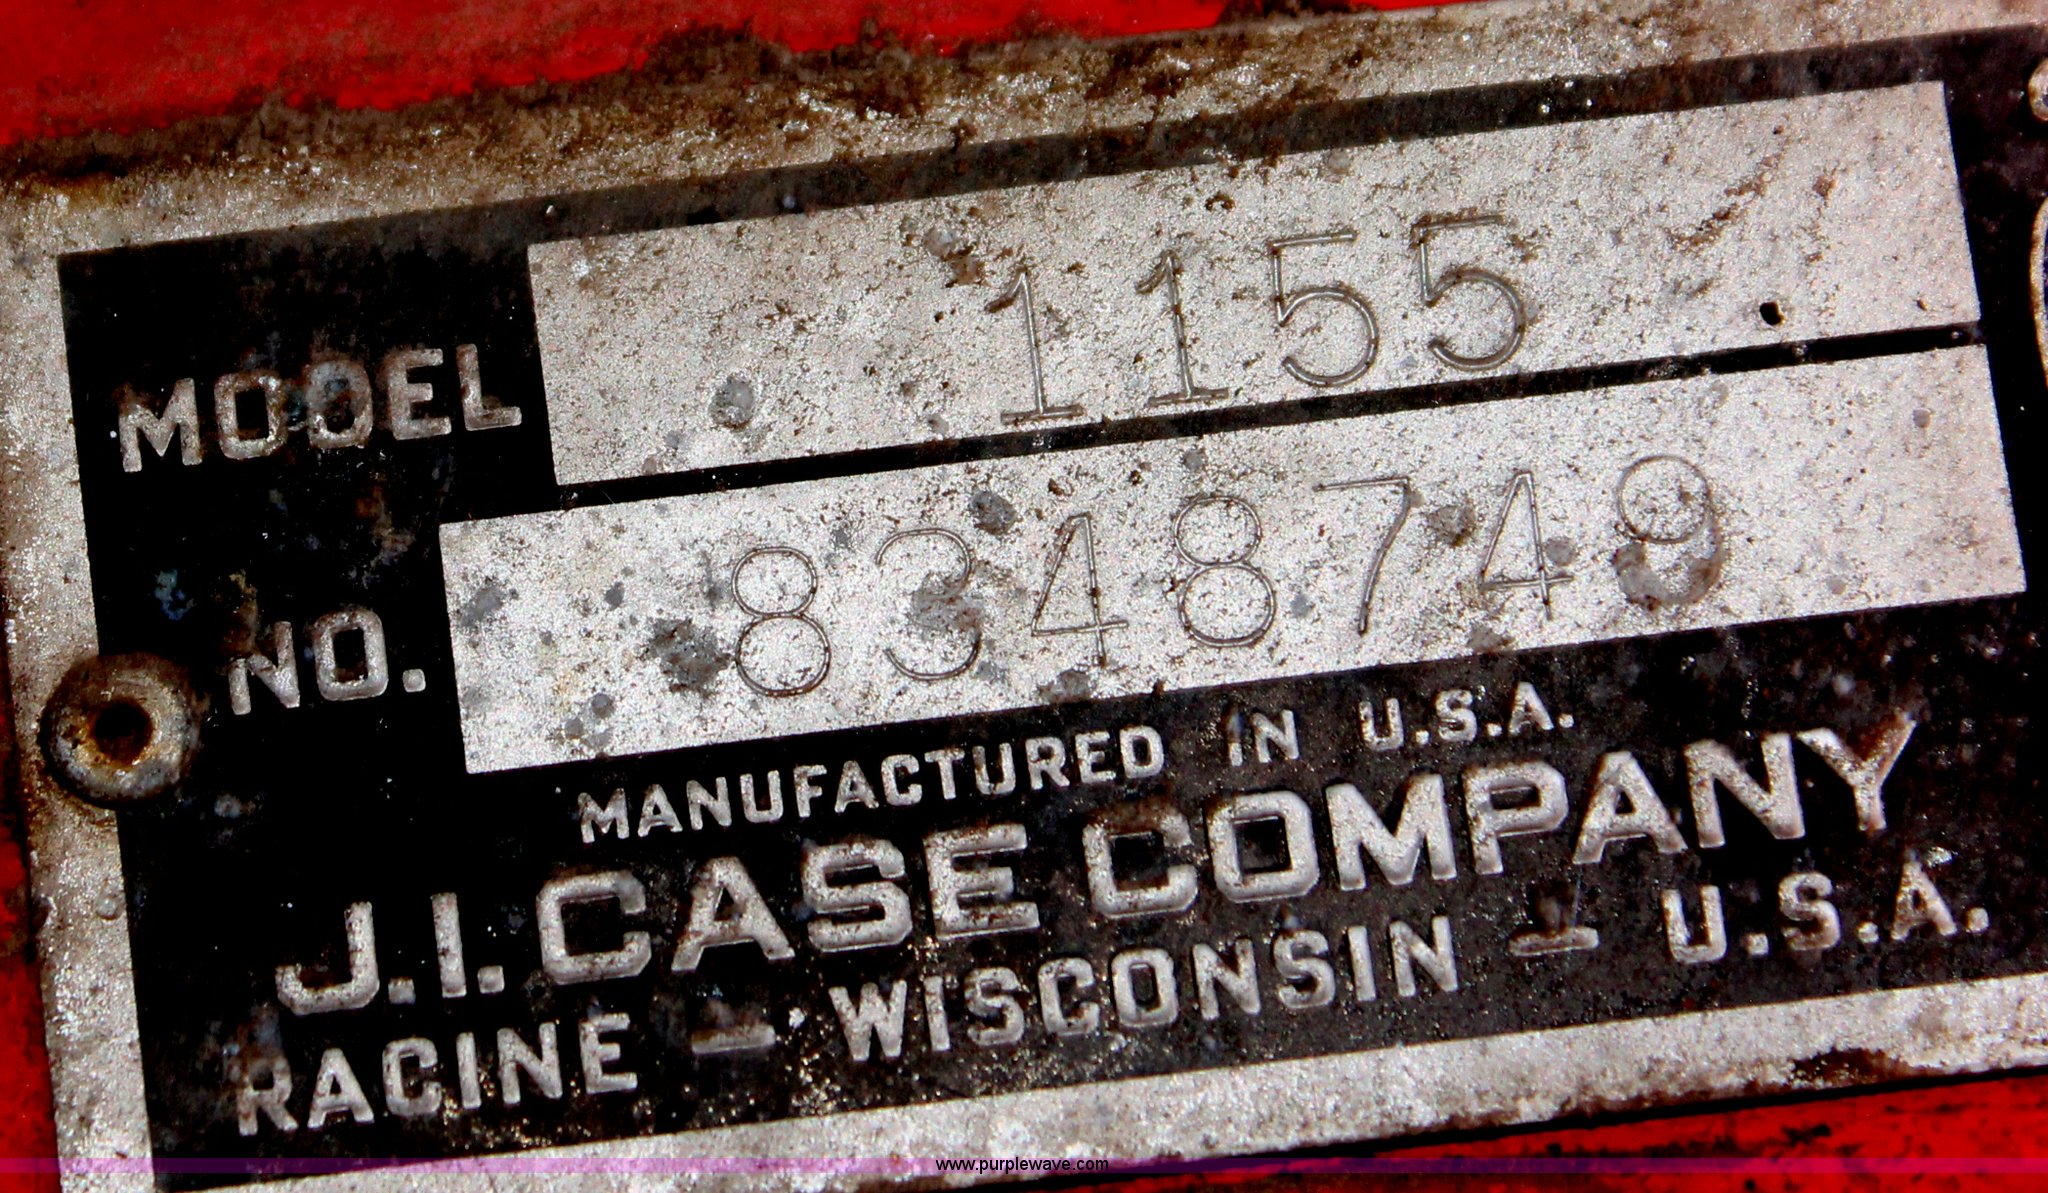 MODEL 1155
NO. 8348749
MANUFACTURED IN U.S.A.
J.I. CASE COMPANY
RACINE - WISCONSIN - U.S.A.
www.purplewave.com